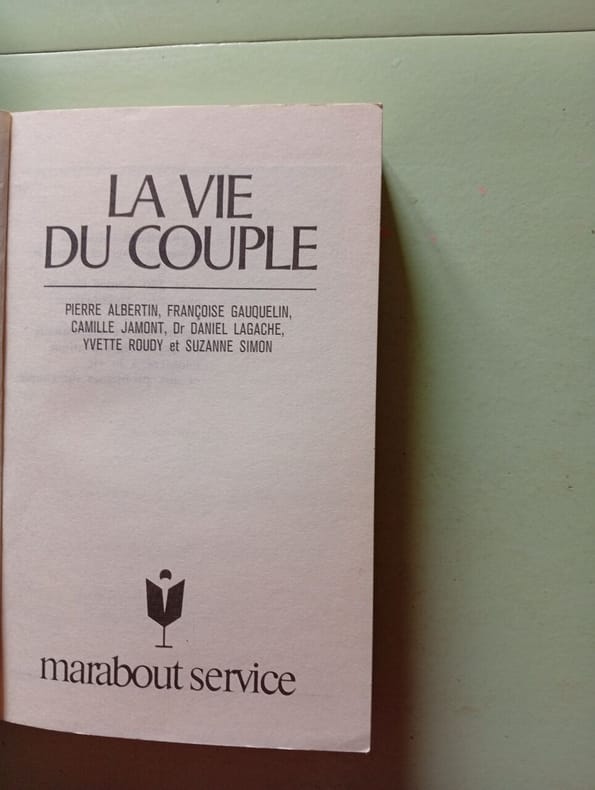 LA VIE
DU COUPLE
PIERRE ALBERTIN, FRANÇOISE GAUQUELIN,
CAMILLE JAMONT, Dr DANIEL LAGACHE,
YVETTE ROUDY et SUZANNE SIMON
marabout service